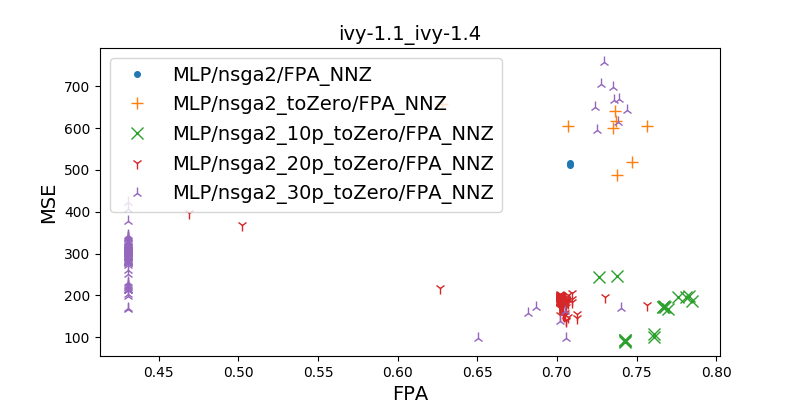 ivy-1.1_ivy-1.4
MLP/nsga2/FPA_NNZ
MLP/nsga2_toZero/FPA_NNZ
MLP/nsga2_10p_toZero/FPA_NNZ
MLP/nsga2_20p_toZero/FPA_NNZ
MLP/nsga2_30p_toZero/FPA_NNZ
MSE
700
600
500
400
300
200
100
0.45 0.50 0.55 0.60 0.65 0.70 0.75 0.80
FPA